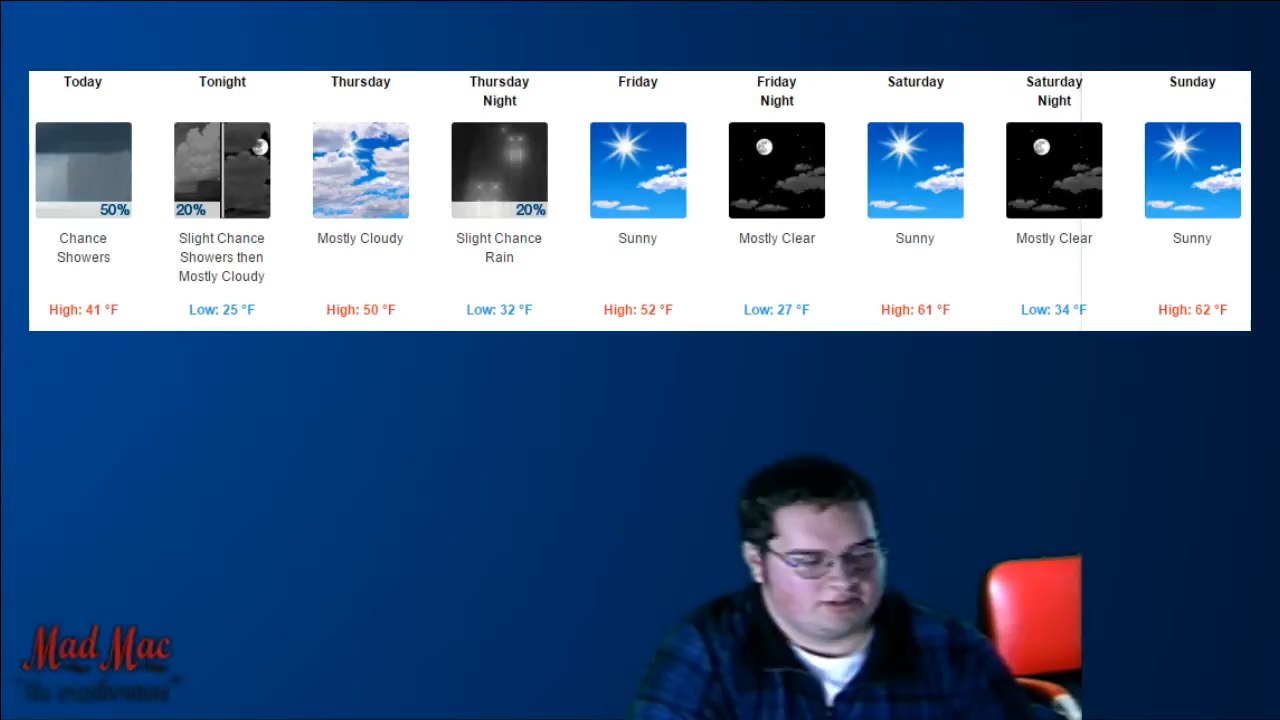 Today
Tonight
Thursday
Thursday
Night
Friday
Friday
Night
Saturday
Saturday
Night
Sunday
50%
20%
20%
Chance
Showers
Slight Chance
Showers then
Mostly Cloudy
Mostly Cloudy
Slight Chance
Rain
Sunny
Mostly Clear
Sunny
Mostly Clear
Sunny
High: 41 °F
Low: 25 °F
High: 50 °F
Low: 32 °F
High: 52 °F
Low: 27 °F
High: 61 °F
Low: 34 °F
High: 62 °F
Mad Mac